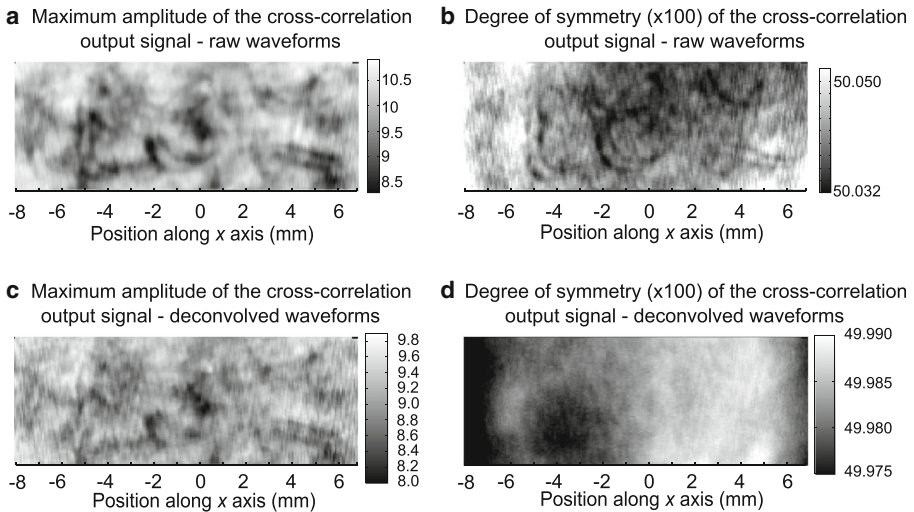 a Maximum amplitude of the cross-correlation
output signal - raw waveforms
10.5
10
9.5
9
8.5
-8 -6 -4 -2 0 2 4 6
Position along x axis (mm)
b Degree of symmetry (x100) of the cross-correlation
output signal - raw waveforms
50.050
50.032
-8 -6 -4 -2 0 2 4 6
Position along x axis (mm)
c Maximum amplitude of the cross-correlation
output signal - deconvolved waveforms
9.8
9.6
9.4
9.2
9.0
8.8
8.6
8.4
8.2
8.0
-8 -6 -4 -2 0 2 4 6
Position along x axis (mm)
d Degree of symmetry (x100) of the cross-correlation
output signal - deconvolved waveforms
49.990
49.985
49.980
49.975
-8 -6 -4 -2 0 2 4 6
Position along x axis (mm)